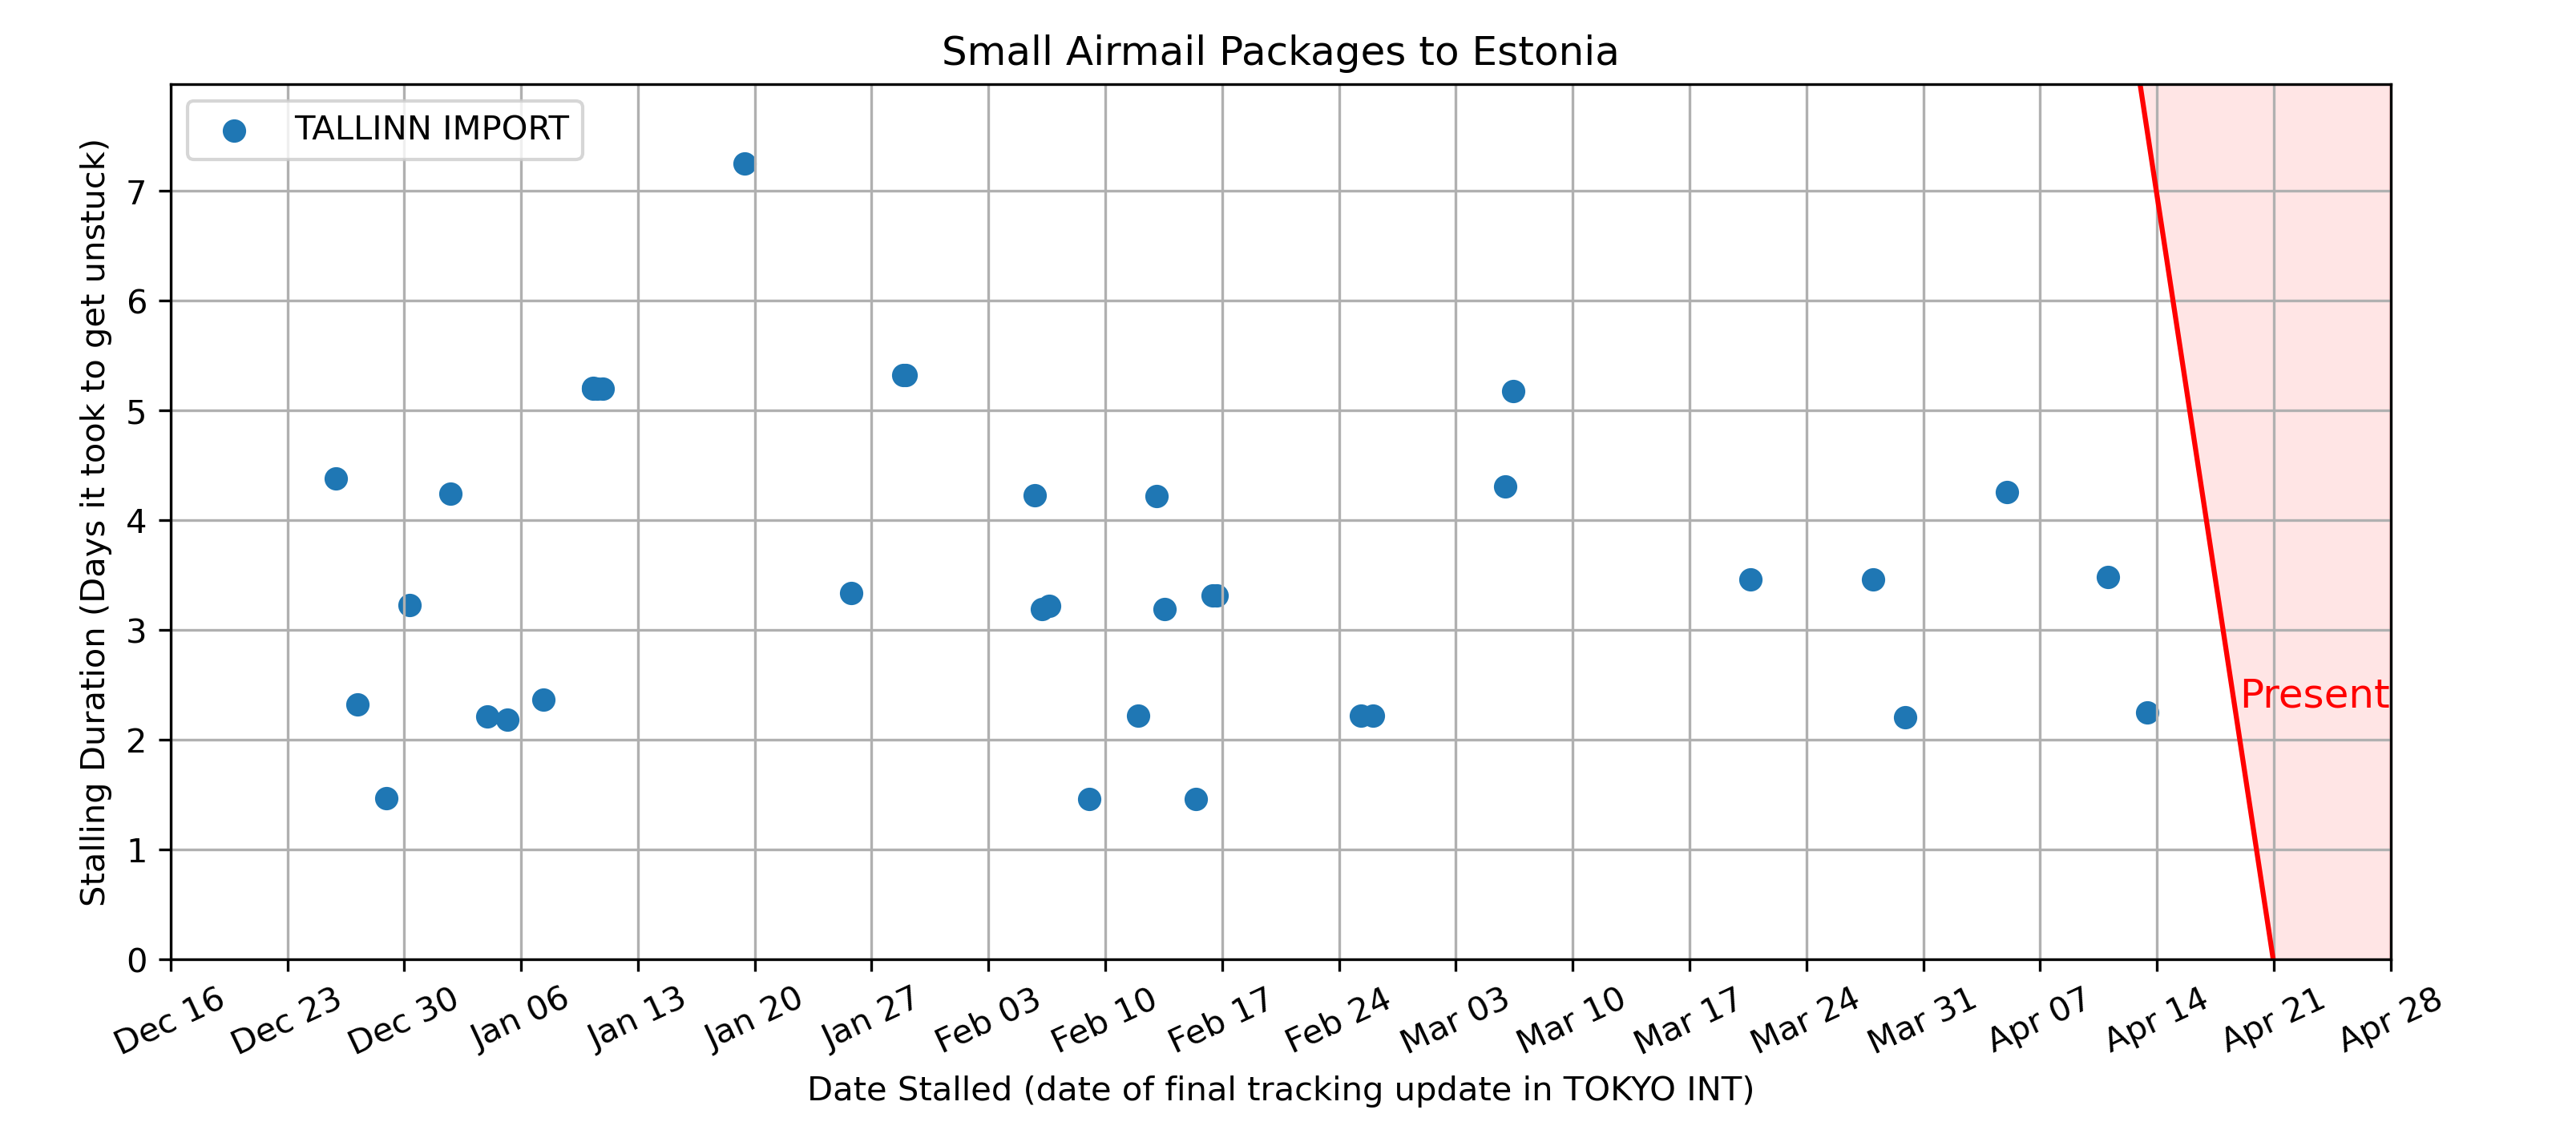 Small Airmail Packages to Estonia
TALLINN IMPORT
Stalling Duration (Days it took to get unstuck)
7
6
5
4
3
2
1
0
Present
Dec 16
Dec 23
Dec 30
Jan 06
Jan 13
Jan 20
Jan 27
Feb 03
Feb 10
Feb 17
Feb 24
Mar 03
Mar 10
Mar 17
Mar 24
Mar 31
Apr 07
Apr 14
Apr 21
Apr 28
Date Stalled (date of final tracking update in TOKYO INT)